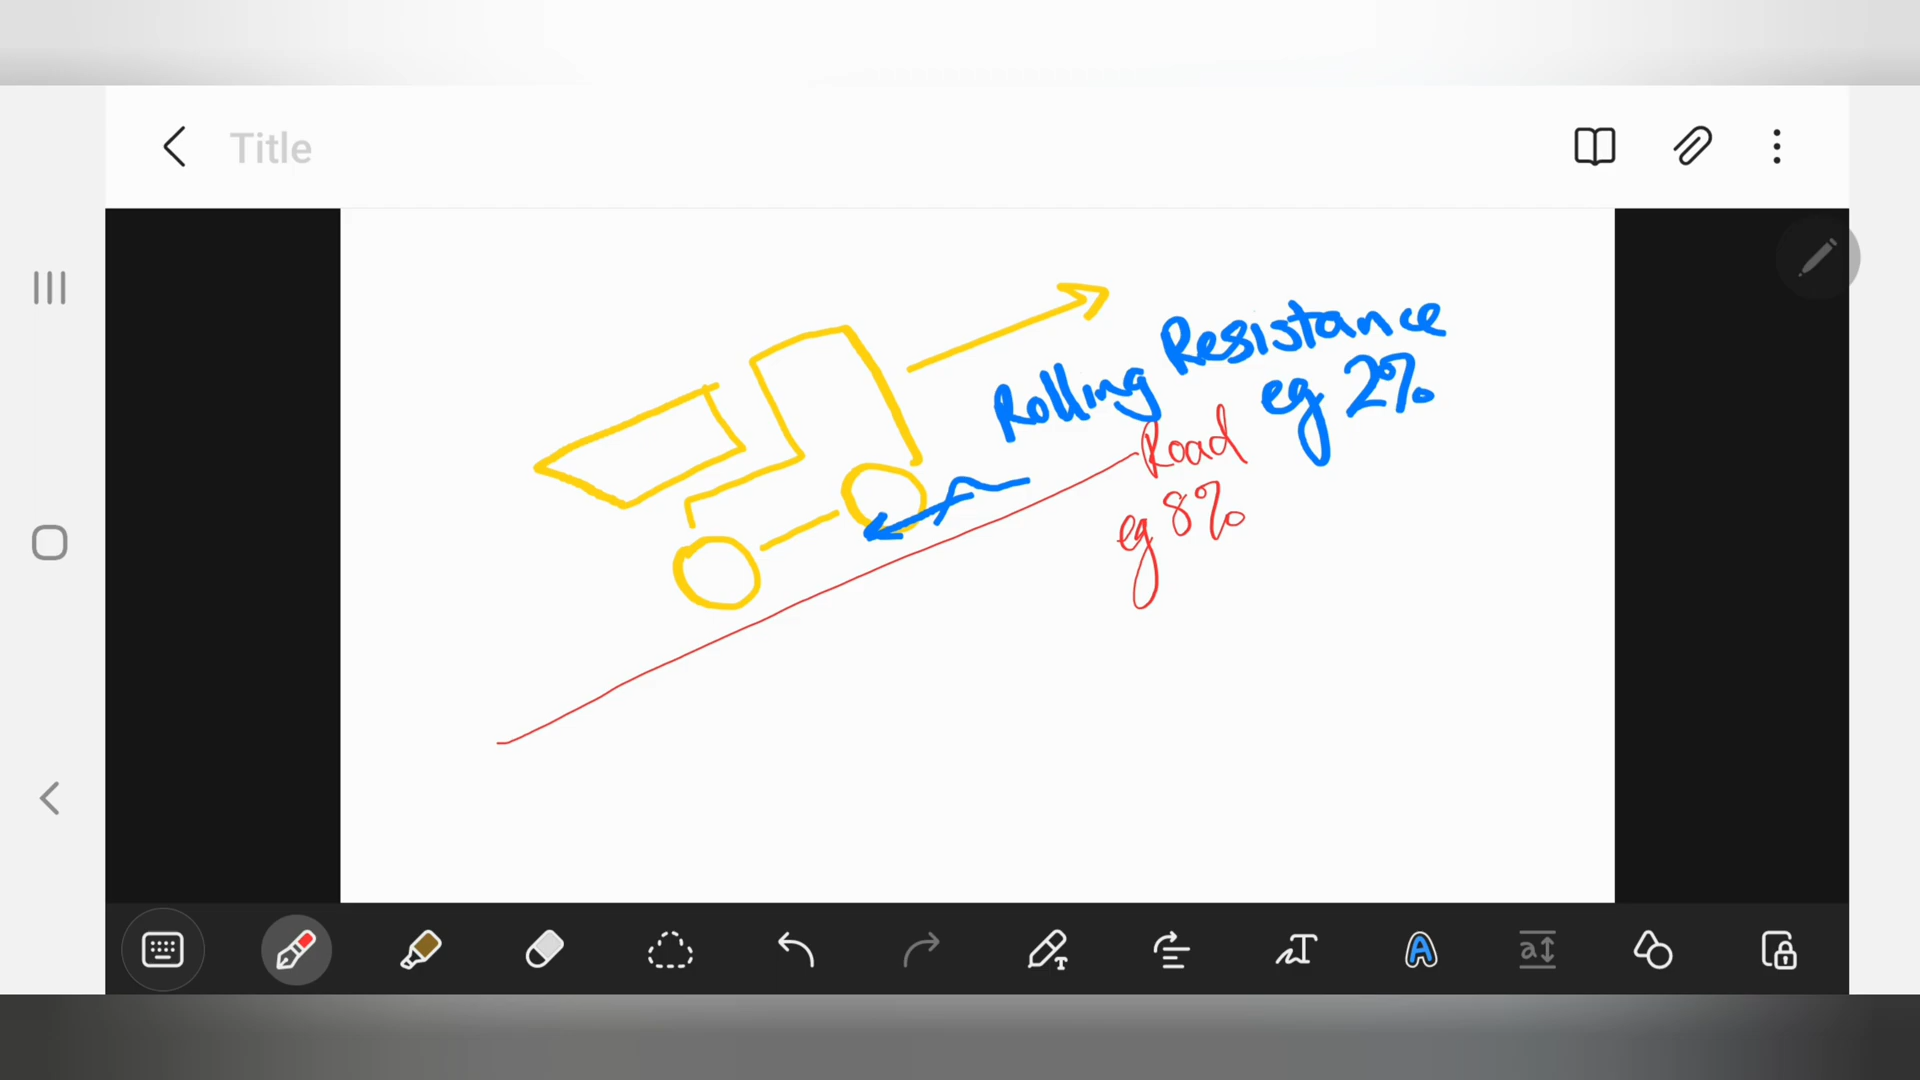 Title
Rolling Resistance
eg 2%
Road
eg 8%